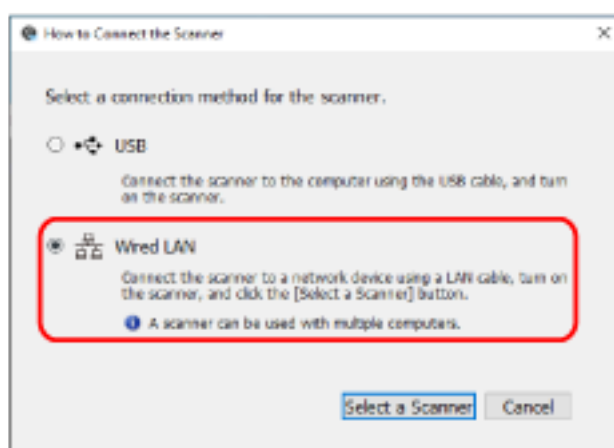 How to Connect the Scanner
Select a connection method for the scanner.
USB
Connect the scanner to the computer using the USB cable, and turn
on the scanner.
Wired LAN
Connect the scanner to a network device using a LAN cable, turn on
the scanner, and click the [Select a Scanner] button.
A scanner can be used with multiple computers.
Select a Scanner Cancel